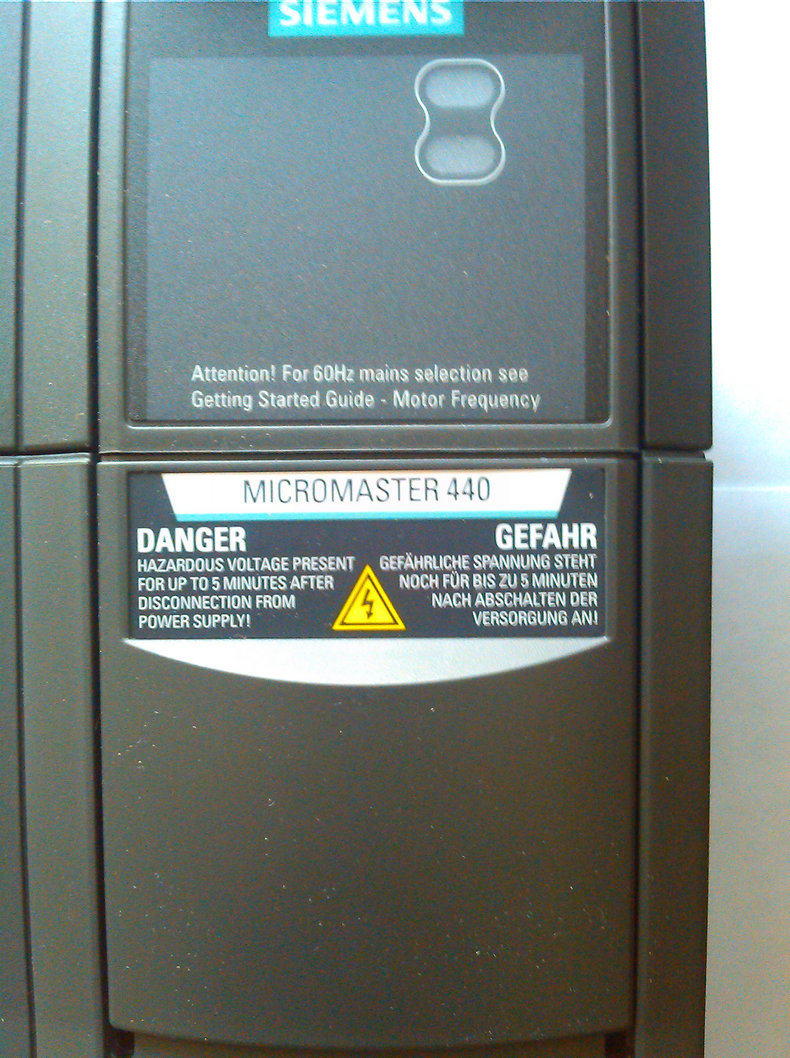 SIEMENS
Attention! For 60Hz mains selection see
Getting Started Guide - Motor Frequency
MICROMASTER 440
DANGER
HAZARDOUS VOLTAGE PRESENT
FOR UP TO 5 MINUTES AFTER
DISCONNECTION FROM
POWER SUPPLY!
GEFAHR
GEFÄHRLICHE SPANNUNG STEHT
NOCH FÜR BIS ZU 5 MINUTEN
NACH ABSCHALTEN DER
VERSORGUNG AN!